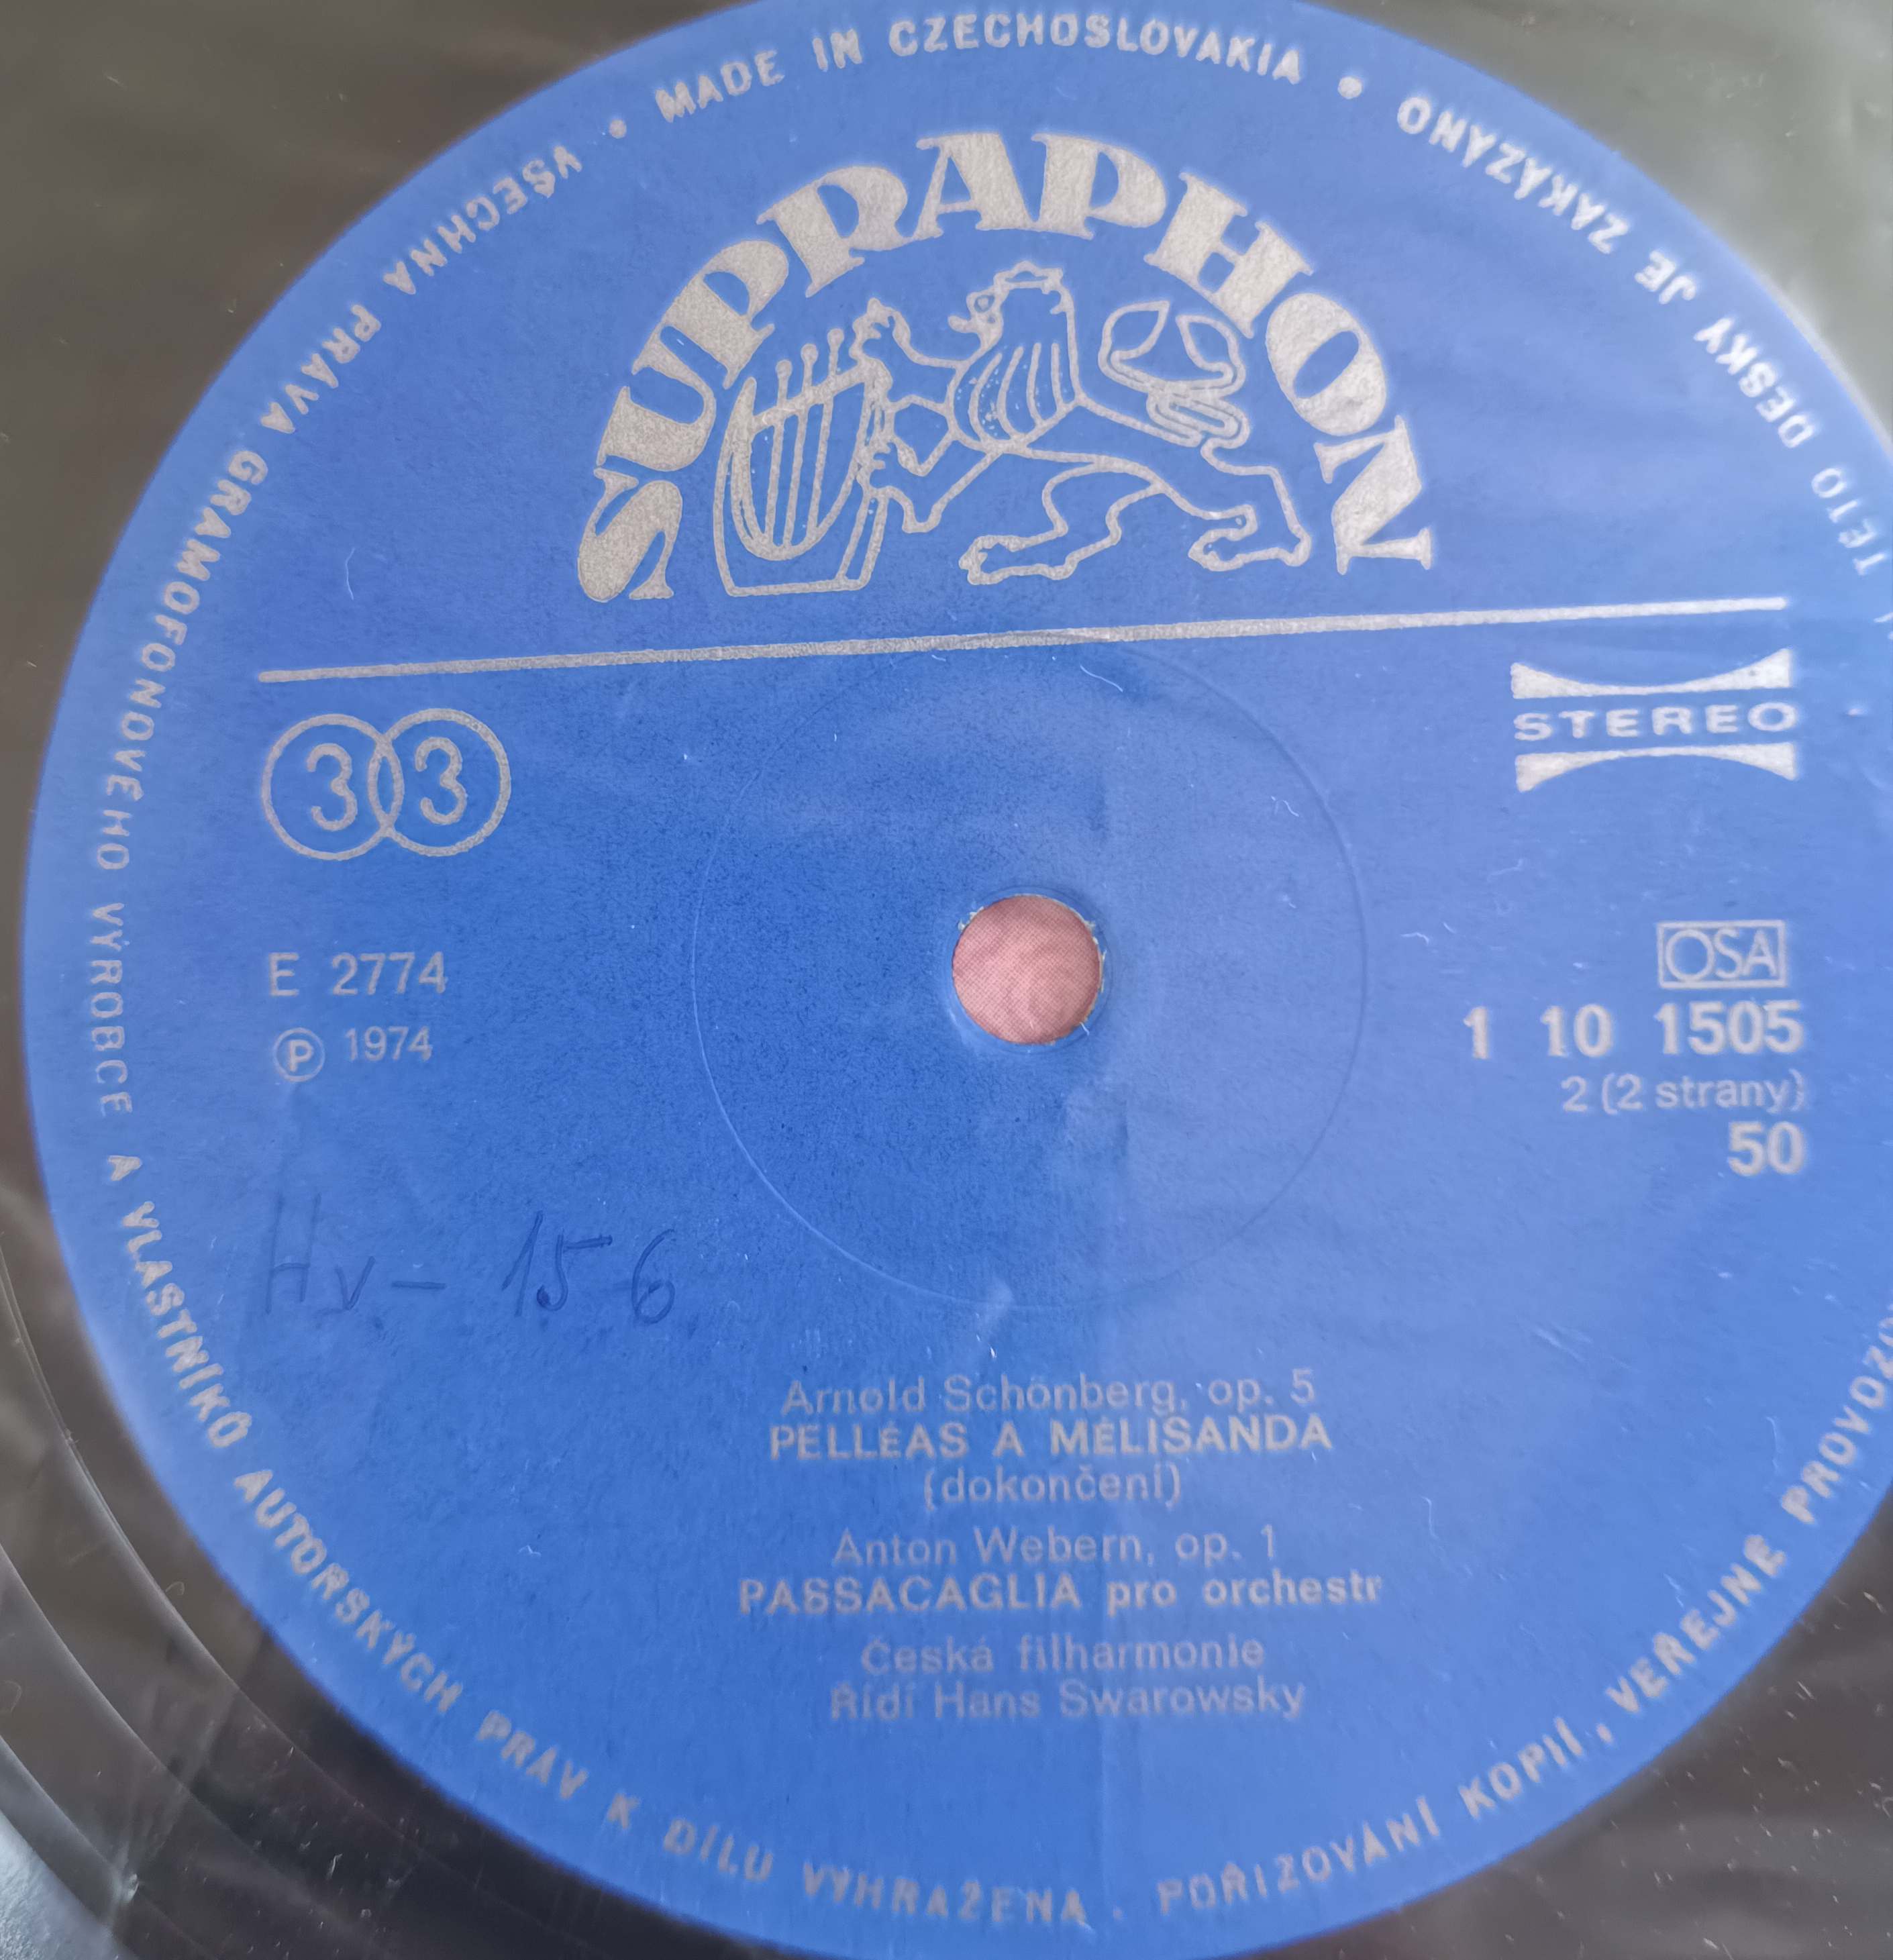 MADE IN CZECHOSLOVAKIA •
SUPRAPHON
33
STEREO
E 2774
Ⓟ 1974
OSA
1 10 1505
2 (2 strany)
50
Hv - 156
Arnold Schönberg, op. 5
PELLÉAS A MÉLISANDA
(dokončení)
Anton Webern, op. 1
PASSACAGLIA pro orchestr
Česká filharmonie
Řídí Hans Swarowsky
VŠECHNA PRÁVA GRAMOFONOVÉHO VÝROBCE A VLASTNÍKŮ AUTORSKÝCH PRÁV K DÍLU VYHRAŽENA . POŘIZOVÁNÍ KOPIÍ, VEŘEJNÉ
TÉTO DESKY JE ZAKÁZÁNO